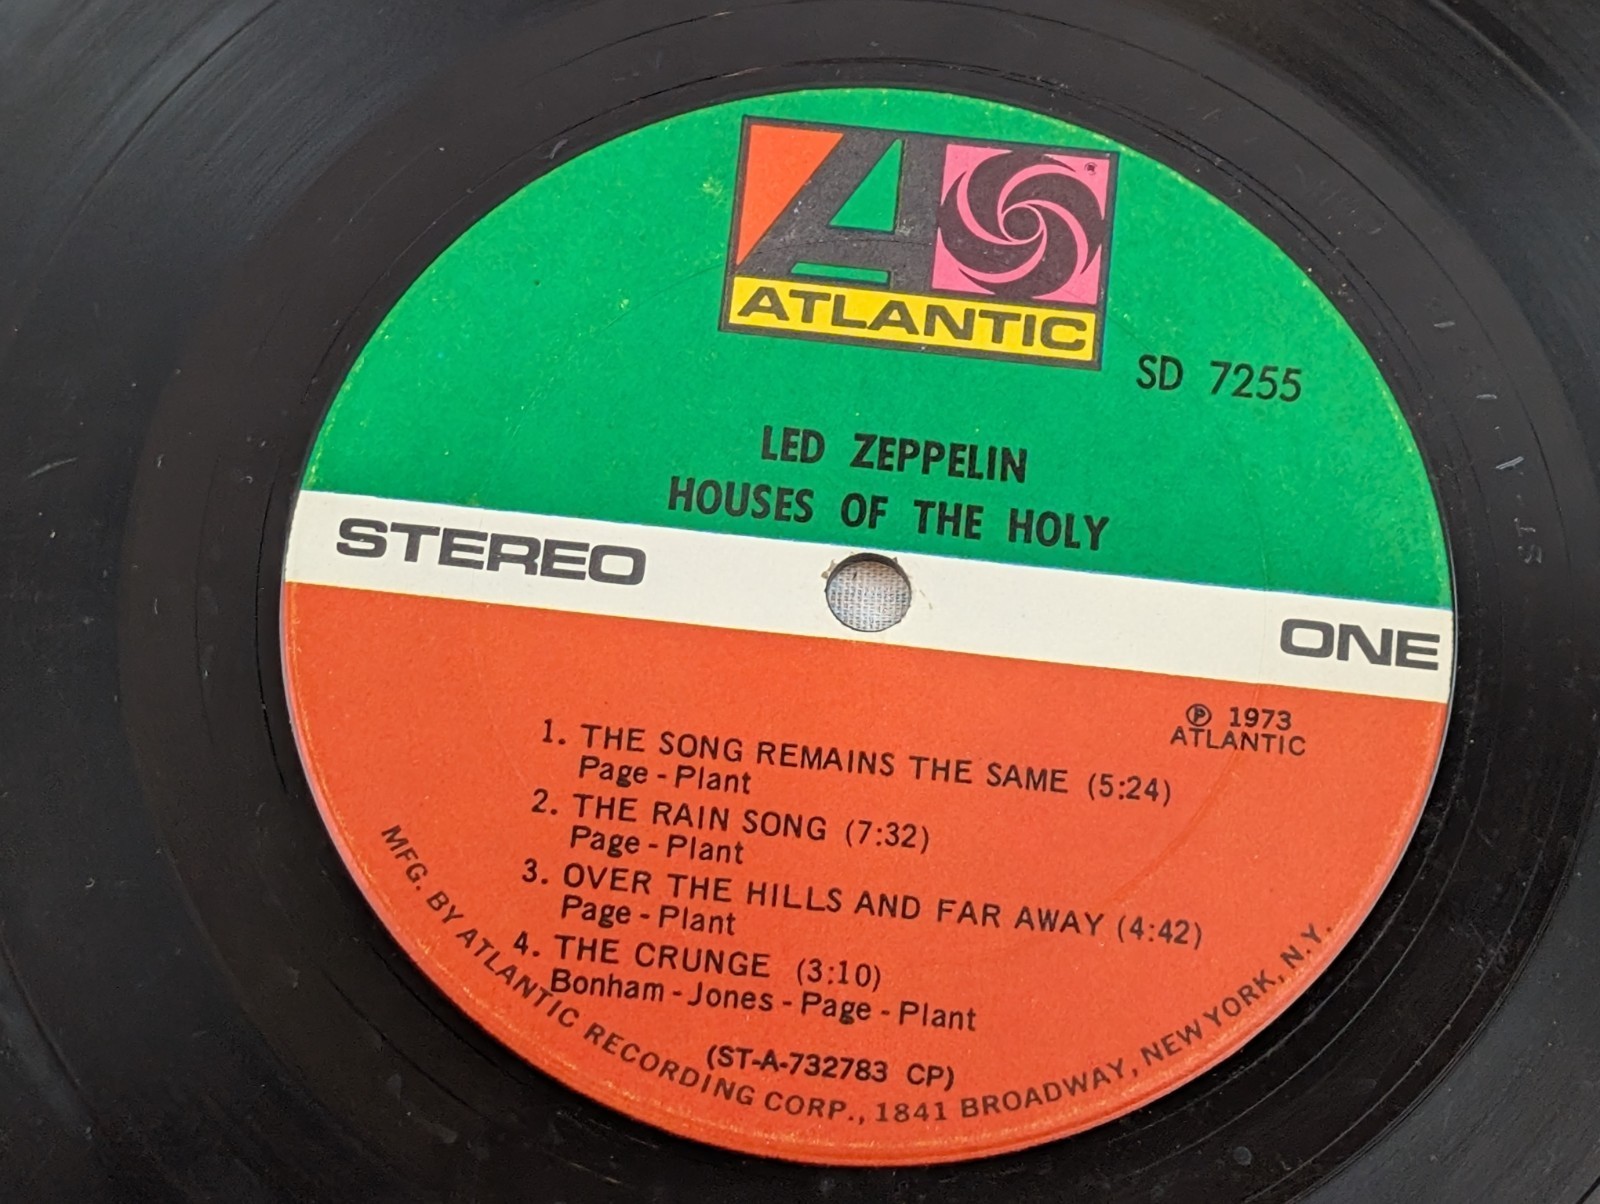 ATLANTIC
SD 7255
LED ZEPPELIN
HOUSES OF THE HOLY
STEREO
ONE
℗ 1973
ATLANTIC
1. THE SONG REMAINS THE SAME (5:24)
Page - Plant
2. THE RAIN SONG (7:32)
Page - Plant
3. OVER THE HILLS AND FAR AWAY (4:42)
Page - Plant
4. THE CRUNGE (3:10)
Bonham - Jones - Page - Plant
(ST-A-732783 CP)
MFG. BY ATLANTIC RECORDING CORP., 1841 BROADWAY, NEW YORK, N.Y.